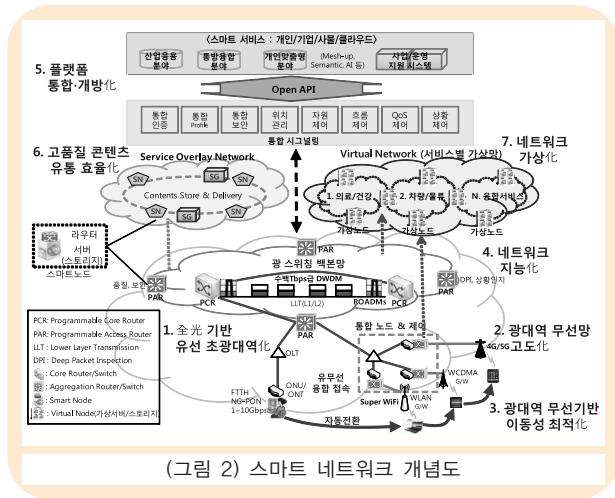 <스마트 서비스 : 개인/기업/사물/클라우드>
산업응용
분야
통방융합
분야
개인맞춤형
분야
(Mesh-up,
Semantic, AI 등)
사업/운영
지원 시스템
5. 플랫폼
통합·개방化
Open API
통합
인증
통합
Profile
통합
보안
위치
관리
자원
제어
흐름
제어
QoS
제어
상황
제어
통합 시그널링
6. 고품질 콘텐츠
유통 효율化
Service Overlay Network
SN
SG
SN
Contents Store & Delivery
SN
SG
SN
7. 네트워크
가상化
Virtual Network (서비스별 가상망)
1. 의료/건강
2. 차량/물류
N. 융합서비스
가상노드
가상노드
가상노드
라우터
서버
(스토리지)
스마트노드
PAR
광 스위칭 백본망
4. 네트워크
지능化
수백Tbps급 DWDM
품질, 보안
PAR
PCR
LLT(L1/L2)
ROADMs
PCR
PAR
DPI, 상황인지
PAR
PCR: Programmable Core Router
PAR: Programmable Access Router
LLT : Lower Layer Transmission
DPI : Deep Packet Inspection
: Core Router/Switch
: Aggregation Router/Switch
: Smart Node
: Virtual Node(가상서버/스토리지)
1. 全光 기반
유선 초광대역化
통합 노드 & 제어
2. 광대역 무선망
고도化
4G/5G
OLT
ONU/
ONT
유무선
융합 접속
FTTH
NG-PON
1~10Gbps
Super WiFi
WLAN
G/W
WCDMA
G/W
3. 광대역 무선기반
이동성 최적化
자동전환
(그림 2) 스마트 네트워크 개념도